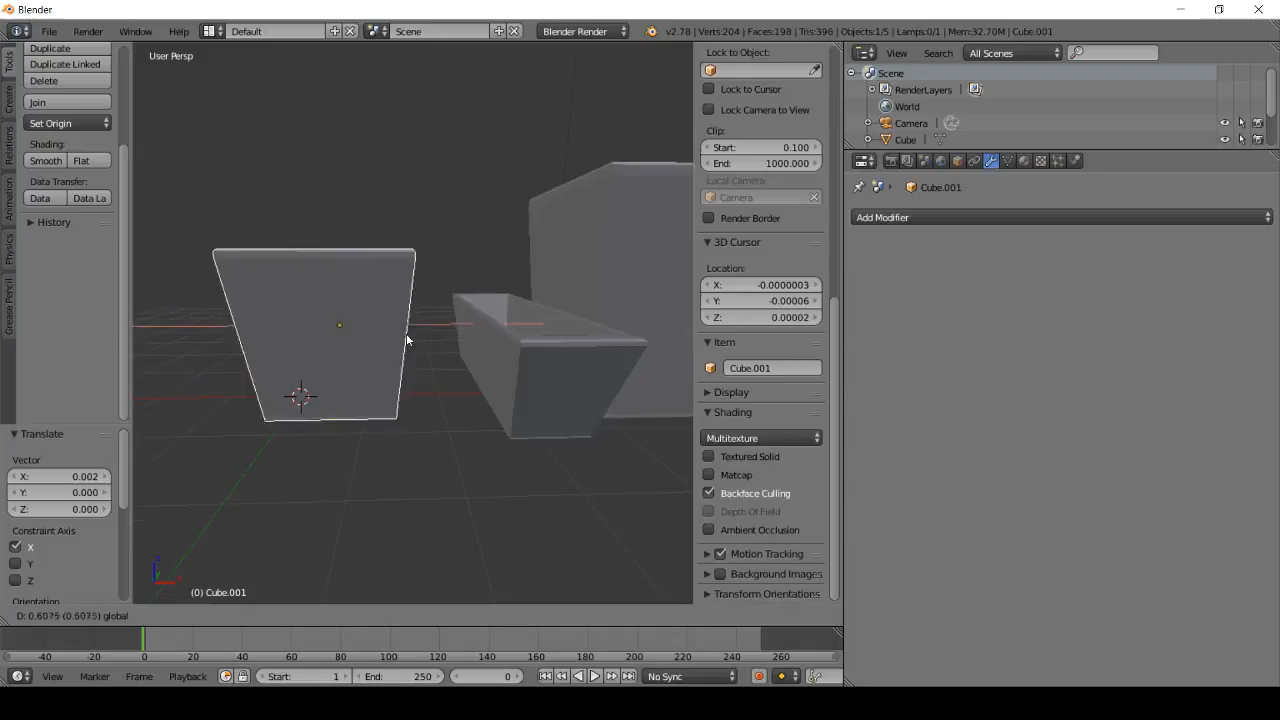 Blender
File Render Window Help Default Scene Blender Render v2.78 | Verts:204 | Faces:198 | Tris:396 | Objects:1/5 | Lamps:0/1 | Mem:32.70M | Cube.001
Duplicate
Duplicate Linked
Delete
Join
Set Origin
Shading:
Smooth Flat
Data Transfer:
Data Data La
History
Translate
Vector
X: 0.002
Y: 0.000
Z: 0.000
Constraint Axis
X
Y
Z
Orientation
Tools
Create
Relations
Animation
Physics
Grease Pencil
User Persp
(0) Cube.001
D: 0.6075 (0.6075) global
Lock to Object:
Lock to Cursor
Lock Camera to View
Clip:
Start: 0.100
End: 1000.000
Local Camera:
Camera
Render Border
3D Cursor
Location:
X: -0.0000003
Y: -0.00006
Z: 0.00002
Item
Cube.001
Display
Shading
Multitexture
Textured Solid
Matcap
Backface Culling
Depth Of Field
Ambient Occlusion
Motion Tracking
Background Images
Transform Orientations
View Search All Scenes
Scene
RenderLayers
World
Camera
Cube
Cube.001
Add Modifier
-40 -20 0 20 40 60 80 100 120 140 160 180 200 220 240 260
View Marker Frame Playback Start: 1 End: 250 0 No Sync